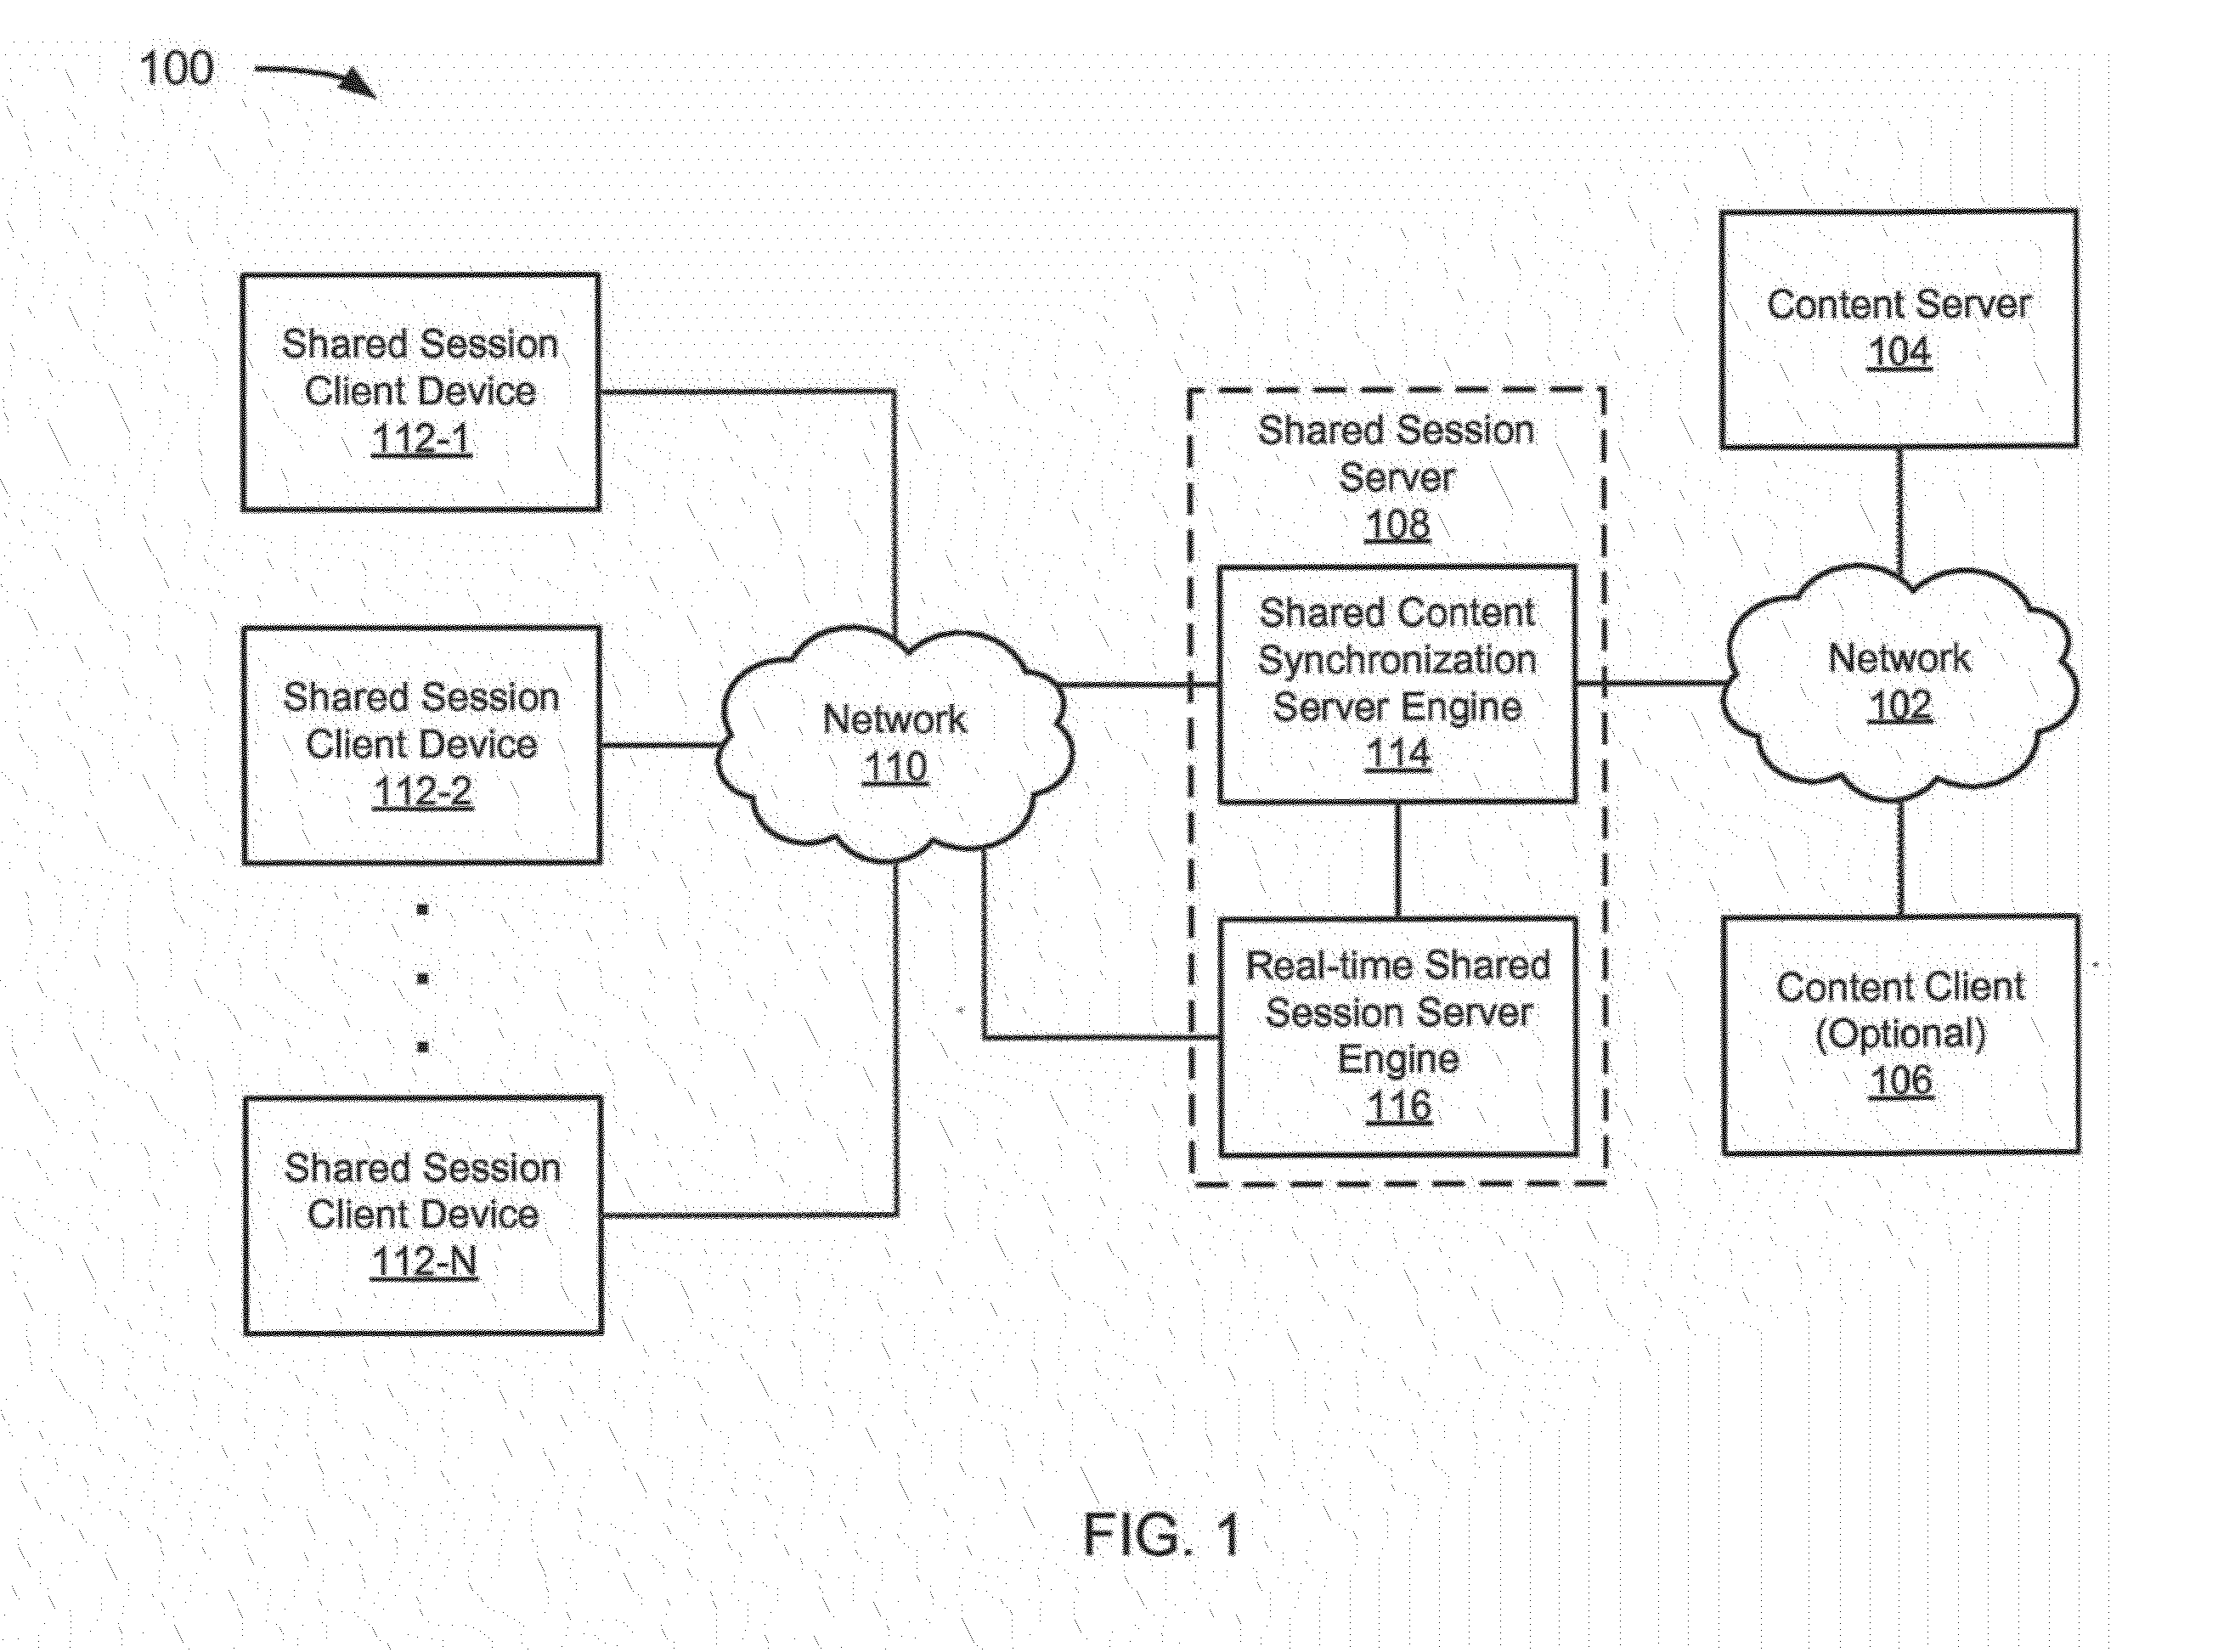 100
Shared Session
Client Device
112-1
Shared Session
Client Device
112-2
Shared Session
Client Device
112-N
Network
110
Shared Session
Server
108
Shared Content
Synchronization
Server Engine
114
Real-time Shared
Session Server
Engine
116
Content Server
104
Network
102
Content Client
(Optional)
106
FIG. 1